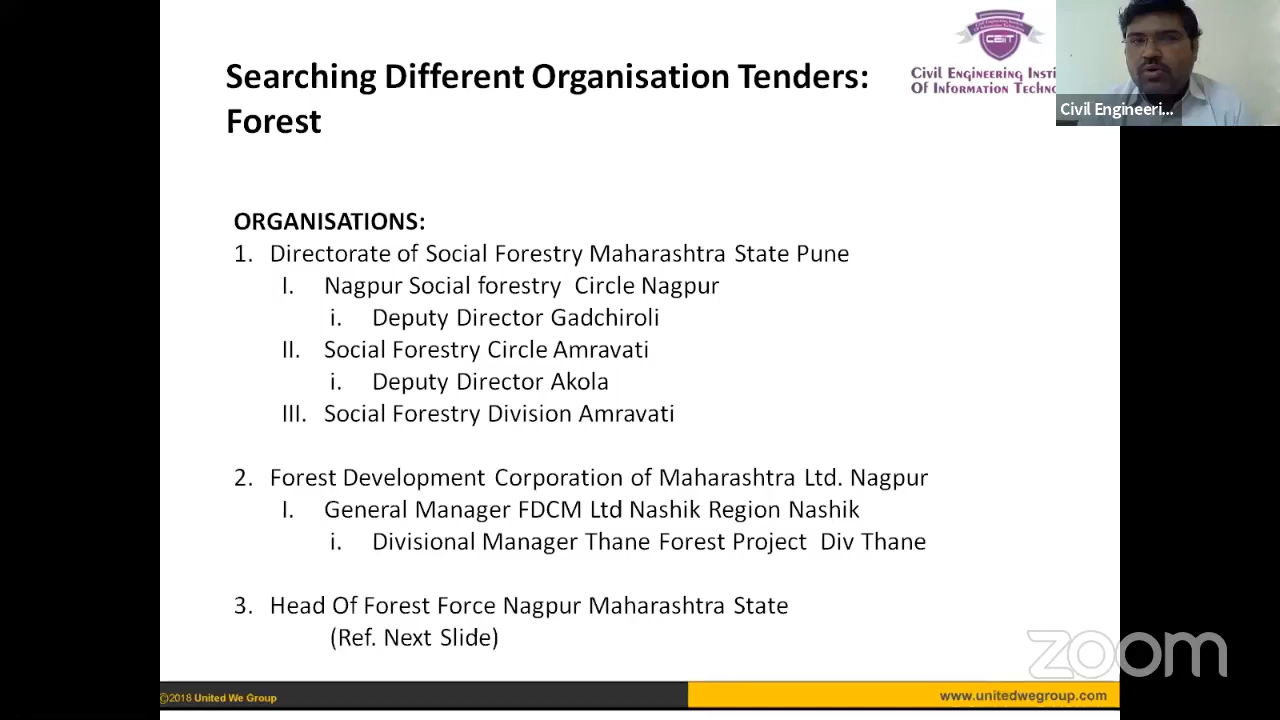 Searching Different Organisation Tenders:
Forest
CEIIT
Civil Engineering Insti
Of Information Techno
Civil Engineeri...
ORGANISATIONS:
1. Directorate of Social Forestry Maharashtra State Pune
I. Nagpur Social forestry Circle Nagpur
i. Deputy Director Gadchiroli
II. Social Forestry Circle Amravati
i. Deputy Director Akola
III. Social Forestry Division Amravati
2. Forest Development Corporation of Maharashtra Ltd. Nagpur
I. General Manager FDCM Ltd Nashik Region Nashik
i. Divisional Manager Thane Forest Project Div Thane
3. Head Of Forest Force Nagpur Maharashtra State
(Ref. Next Slide)
zoom
©2018 United We Group
www.unitedwegroup.com